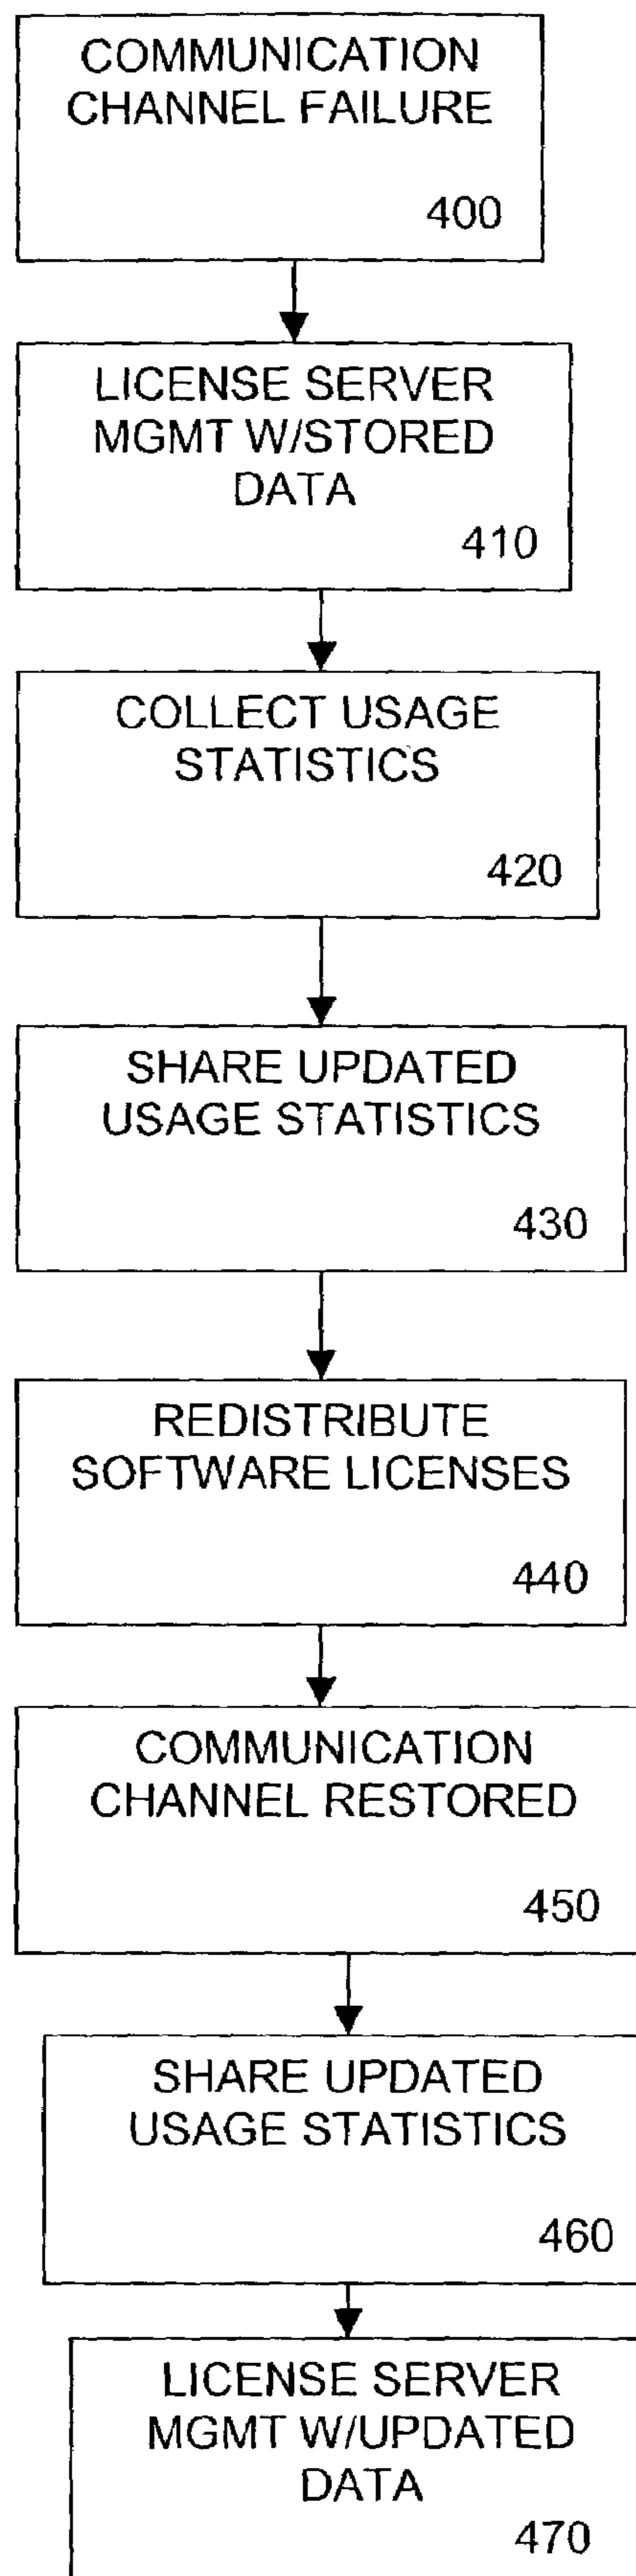 COMMUNICATION
CHANNEL FAILURE
400
LICENSE SERVER
MGMT W/STORED
DATA
410
COLLECT USAGE
STATISTICS
420
SHARE UPDATED
USAGE STATISTICS
430
REDISTRIBUTE
SOFTWARE LICENSES
440
COMMUNICATION
CHANNEL RESTORED
450
SHARE UPDATED
USAGE STATISTICS
460
LICENSE SERVER
MGMT W/UPDATED
DATA
470